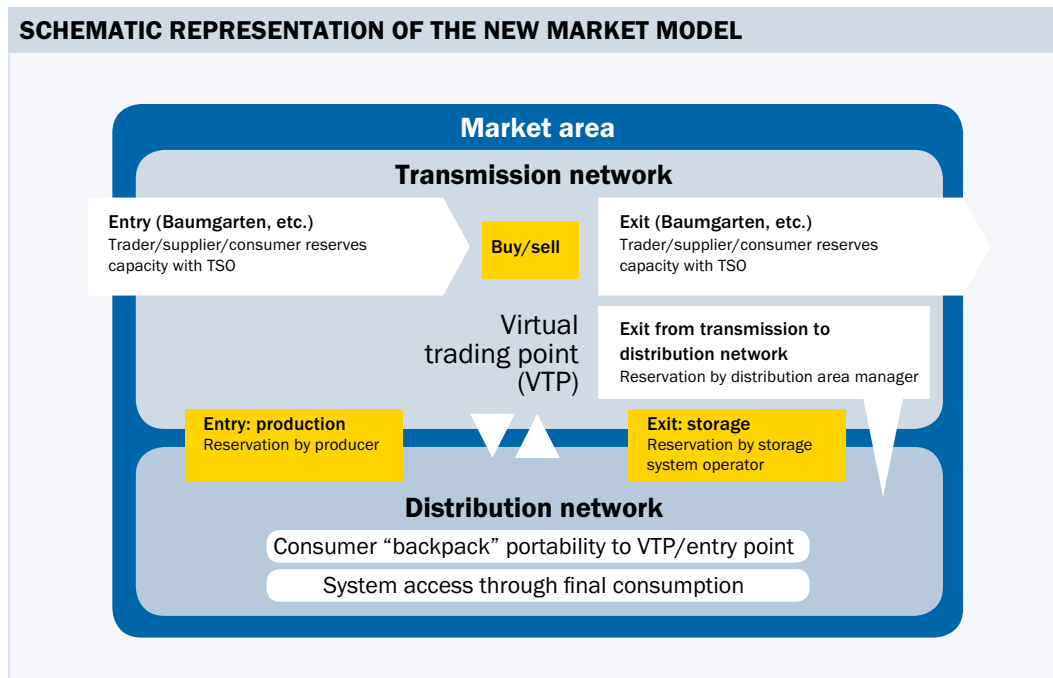 SCHEMATIC REPRESENTATION OF THE NEW MARKET MODEL
Market area
Transmission network
Entry (Baumgarten, etc.)
Trader/supplier/consumer reserves
capacity with TSO
Buy/sell
Exit (Baumgarten, etc.)
Trader/supplier/consumer reserves
capacity with TSO
Virtual
trading point
(VTP)
Exit from transmission to
distribution network
Reservation by distribution area manager
Entry: production
Reservation by producer
Exit: storage
Reservation by storage
system operator
Distribution network
Consumer “backpack” portability to VTP/entry point
System access through final consumption